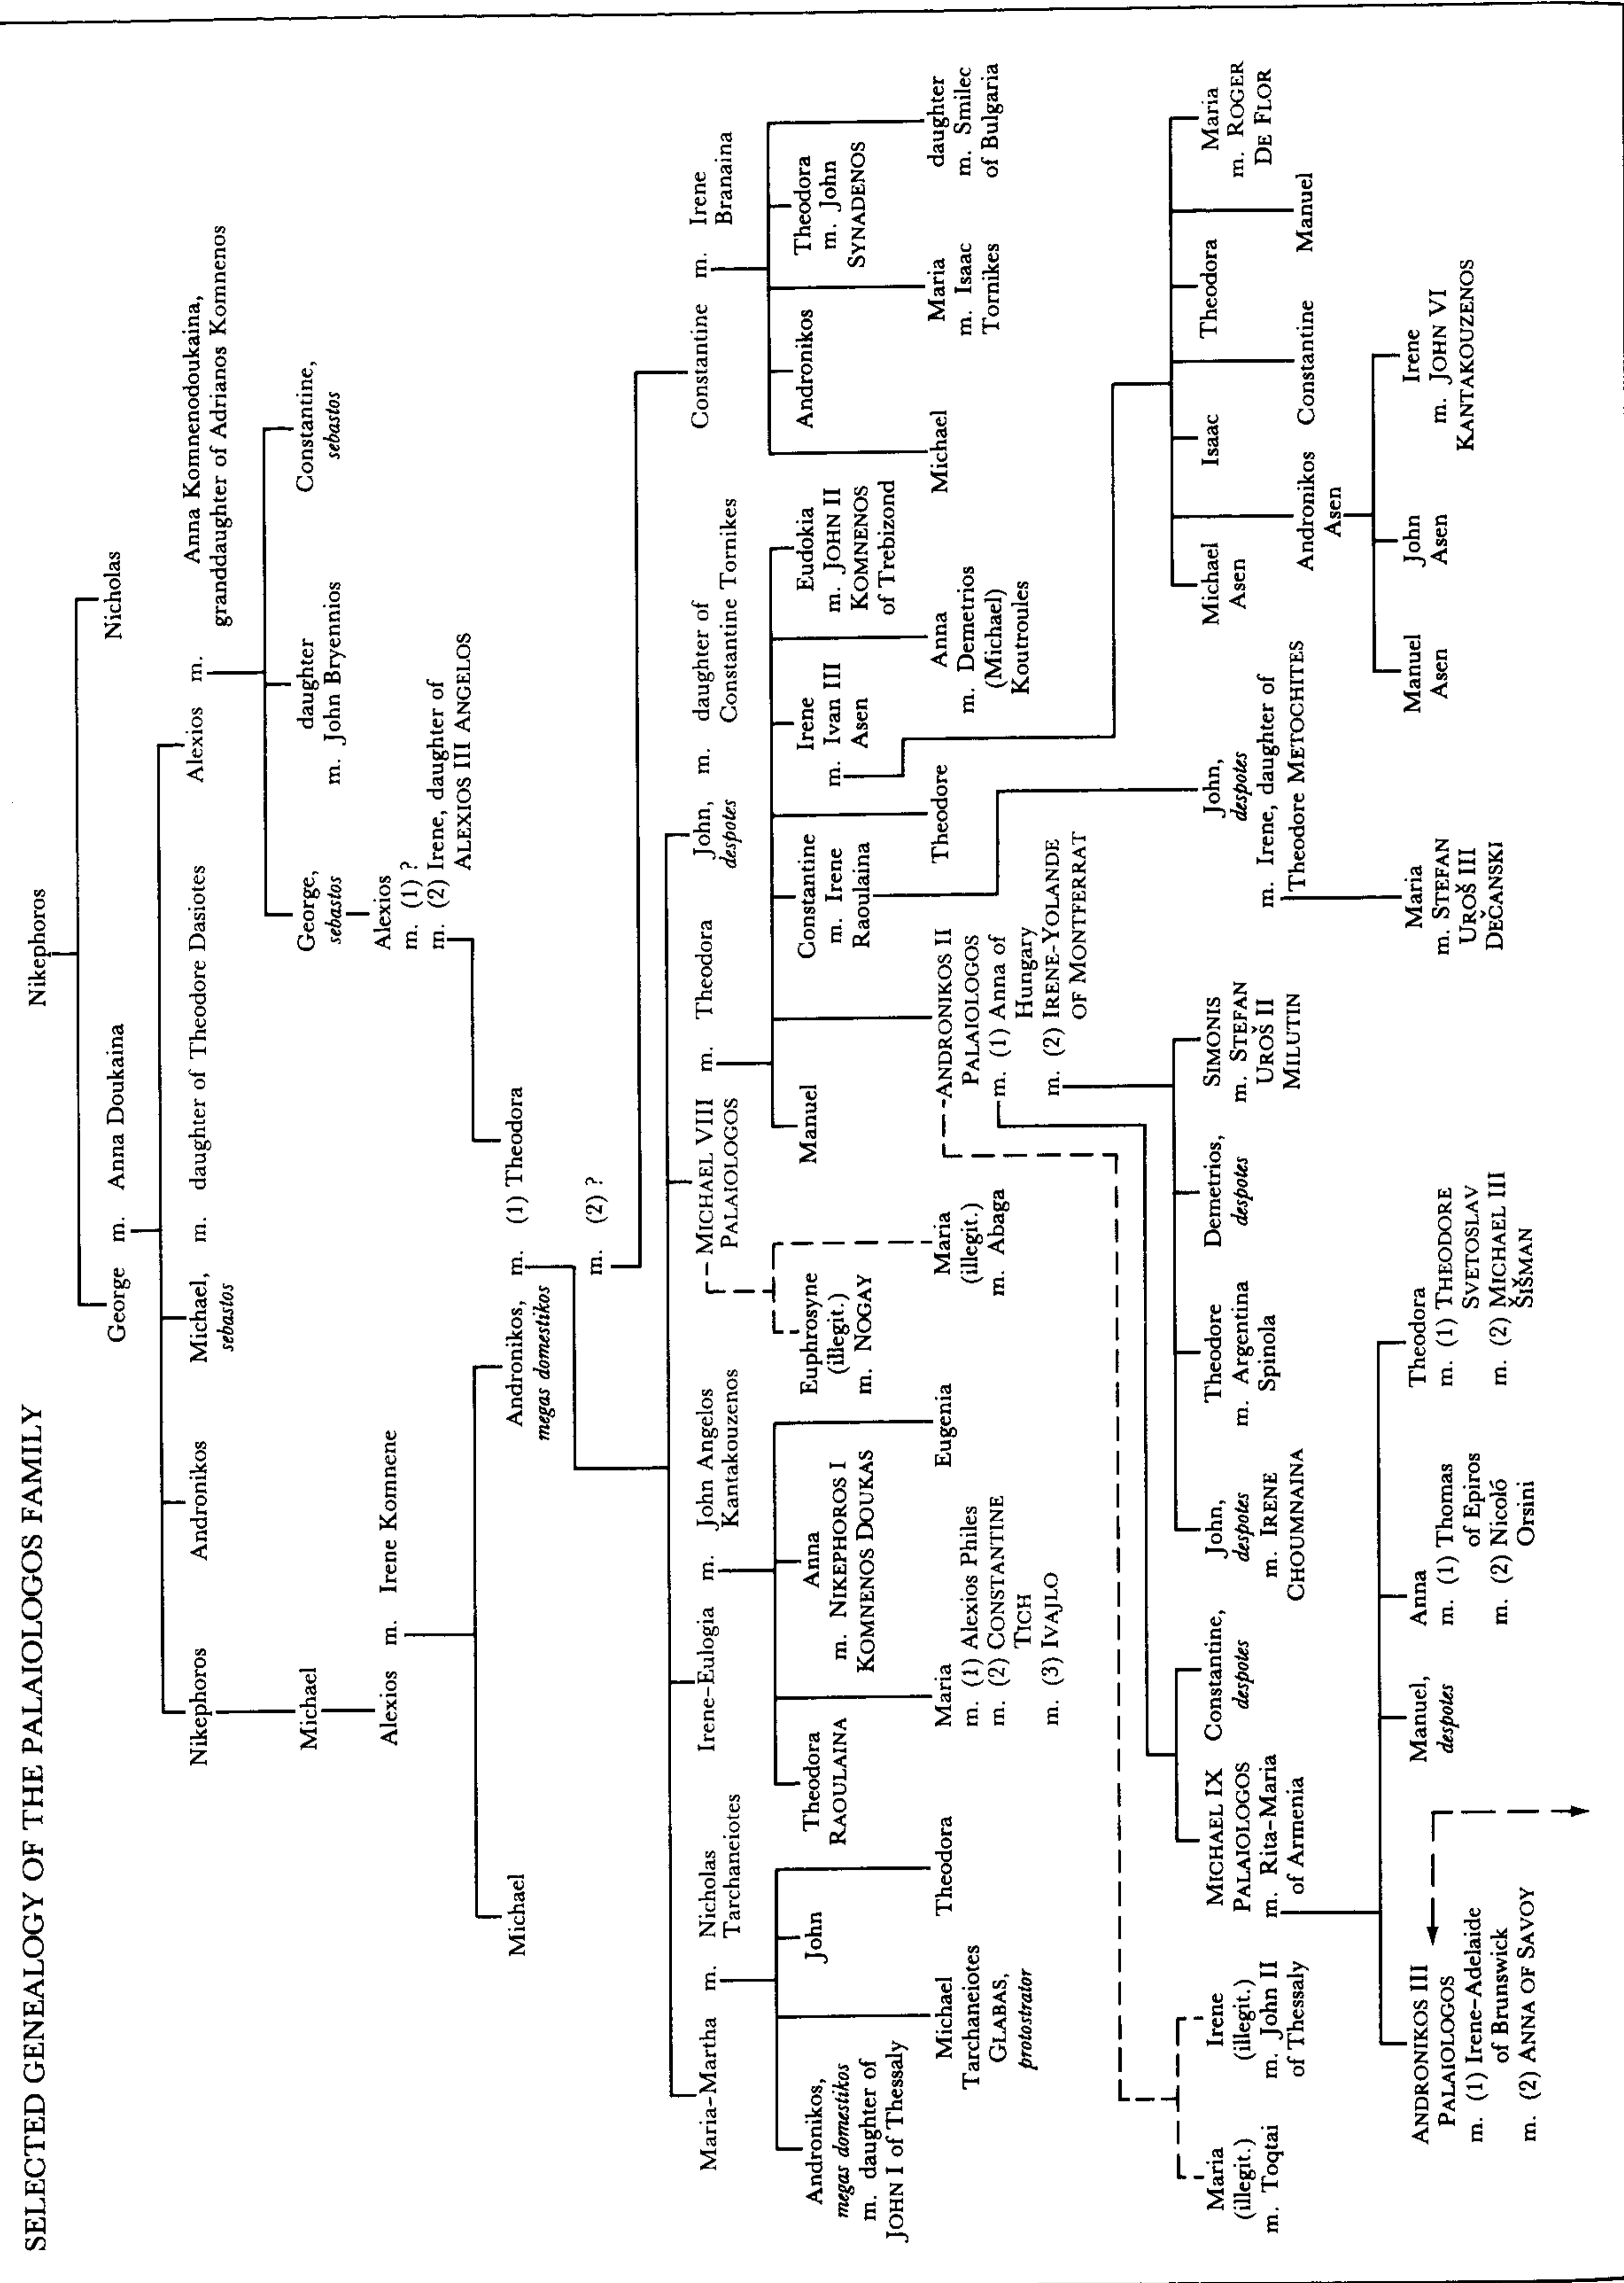 SELECTED GENEALOGY OF THE PALAIOLOGOS FAMILY
Nikephoros
George m. Anna Doukaina
Nicholas
Nikephoros
Andronikos
Michael,
sebastos
m. daughter of Theodore Dasiotes
Alexios m.
Anna Komnenodoukaina,
granddaughter of Adrianos Komnenos
Michael
George,
sebastos
daughter
m. John Bryennios
Constantine,
sebastos
Alexios m. Irene Komnene
Alexios
m. (1) ?
m. (2) Irene, daughter of
ALEXIOS III ANGELOS
Michael
Andronikos,
megas domestikos
m. (1) Theodora
m. (2) ?
Maria-Martha m. Nicholas
Tarchaneiotes
Irene-Eulogia m. John Angelos
Kantakouzenos
MICHAEL VIII
PALAIOLOGOS
m. Theodora
John,
despotes
m. daughter of
Constantine Tornikes
Constantine m. Irene
Branaina
Andronikos,
megas domestikos
m. daughter of
JOHN I of Thessaly
John
Michael
Tarchaneiotes
GLABAS,
protostrator
Theodora
Theodora
RAOULAINA
Anna
m. NIKEPHOROS I
KOMNENOS DOUKAS
Maria
m. (1) Alexios Philes
m. (2) CONSTANTINE
TICH
m. (3) IVAJLO
Eugenia
Euphrosyne
(illegit.)
m. NOGAY
Maria
(illegit.)
m. Abaga
Manuel
Constantine
m. Irene
Raoulaina
Irene
m. Ivan III
Asen
Eudokia
m. JOHN II
KOMNENOS
of Trebizond
ANDRONIKOS II
PALAIOLOGOS
m. (1) Anna of
Hungary
m. (2) IRENE-YOLANDE
OF MONTFERRAT
Theodore
Anna
m. Demetrios
(Michael)
Koutroules
Andronikos
Theodora
m. John
SYNADENOS
Michael
Maria
m. Isaac
Tornikes
daughter
m. Smilec
of Bulgaria
Maria
(illegit.)
m. Toqtai
Irene
(illegit.)
m. John II
of Thessaly
MICHAEL IX
PALAIOLOGOS
m. Rita-Maria
of Armenia
Constantine,
despotes
John,
despotes
m. IRENE
CHOUMNAINA
Theodore
m. Argentina
Spinola
Demetrios,
despotes
SIMONIS
m. STEFAN
UROŠ II
MILUTIN
John,
despotes
m. Irene, daughter of
Theodore METOCHITES
Michael
Asen
Isaac
Theodora
Maria
m. ROGER
DE FLOR
Andronikos
Asen
Constantine
Manuel
ANDRONIKOS III
PALAIOLOGOS
m. (1) Irene-Adelaide
of Brunswick
m. (2) ANNA OF SAVOY
Manuel,
despotes
Anna
m. (1) Thomas
of Epiros
m. (2) Nicoló
Orsini
Theodora
m. (1) THEODORE
SVETOSLAV
m. (2) MICHAEL III
ŠIŠMAN
Maria
m. STEFAN
UROŠ III
DEČANSKI
Manuel
Asen
John
Asen
Irene
m. JOHN VI
KANTAKOUZENOS